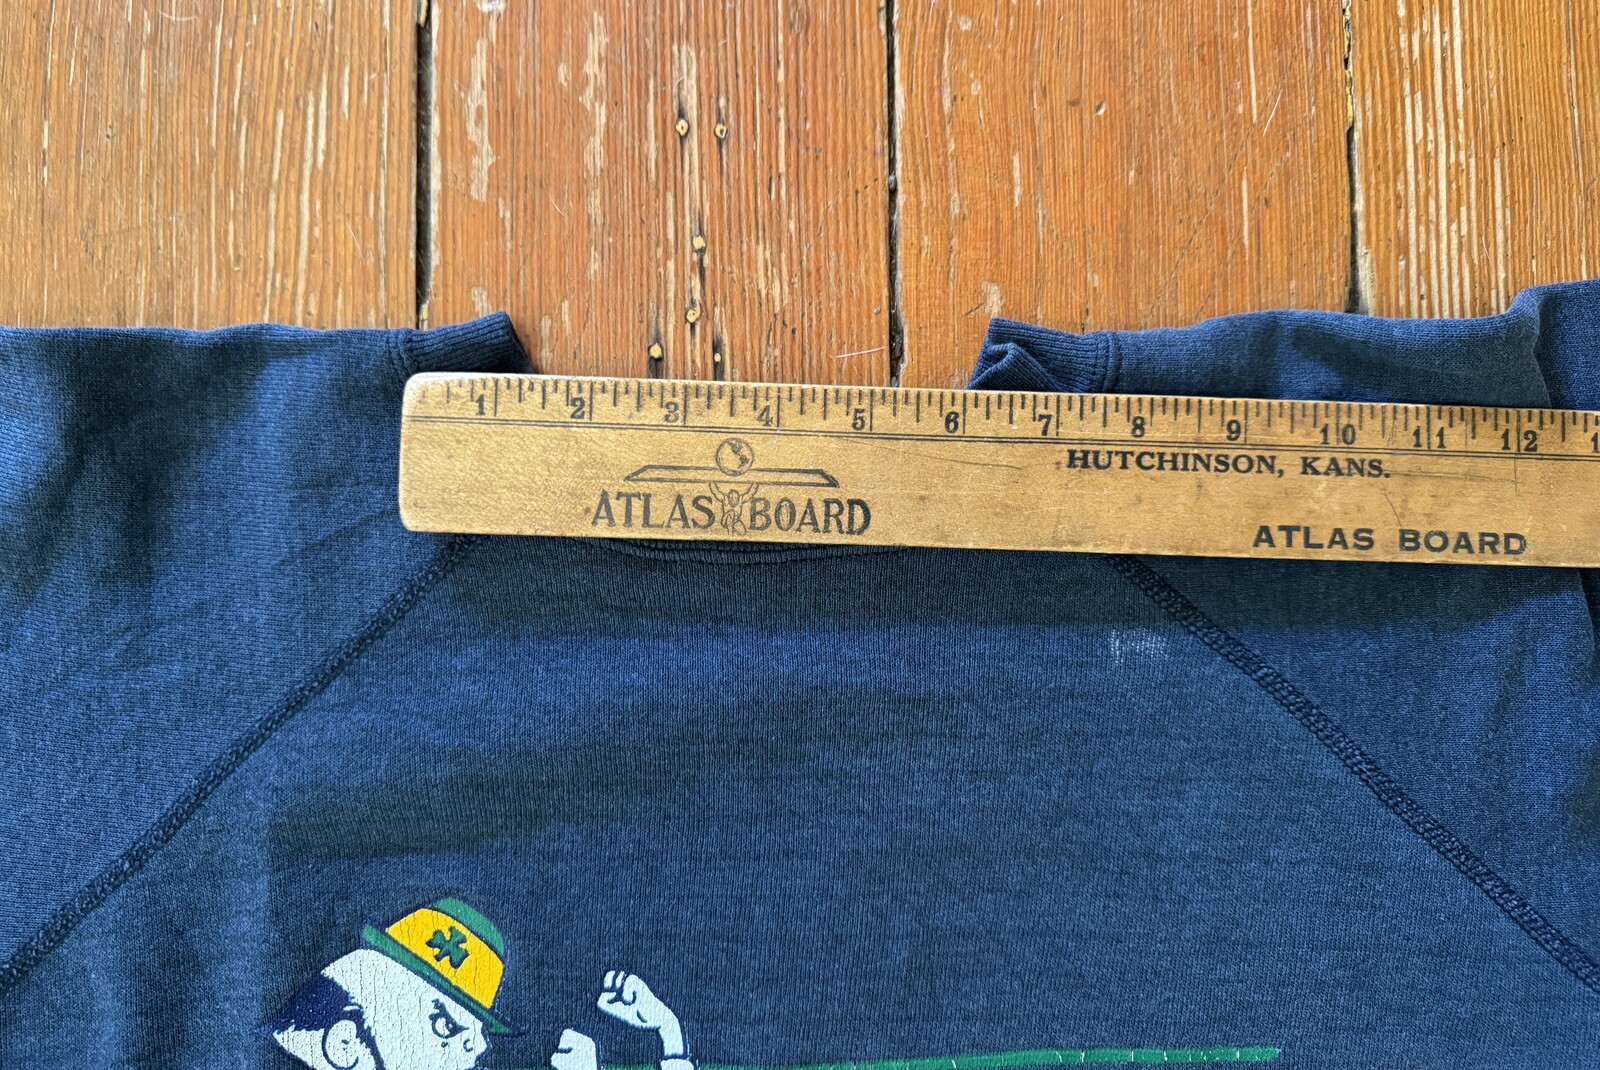 1 2 3 4 5 6 7 8 9 10 11 12
HUTCHINSON, KANS.
ATLAS BOARD
ATLAS BOARD